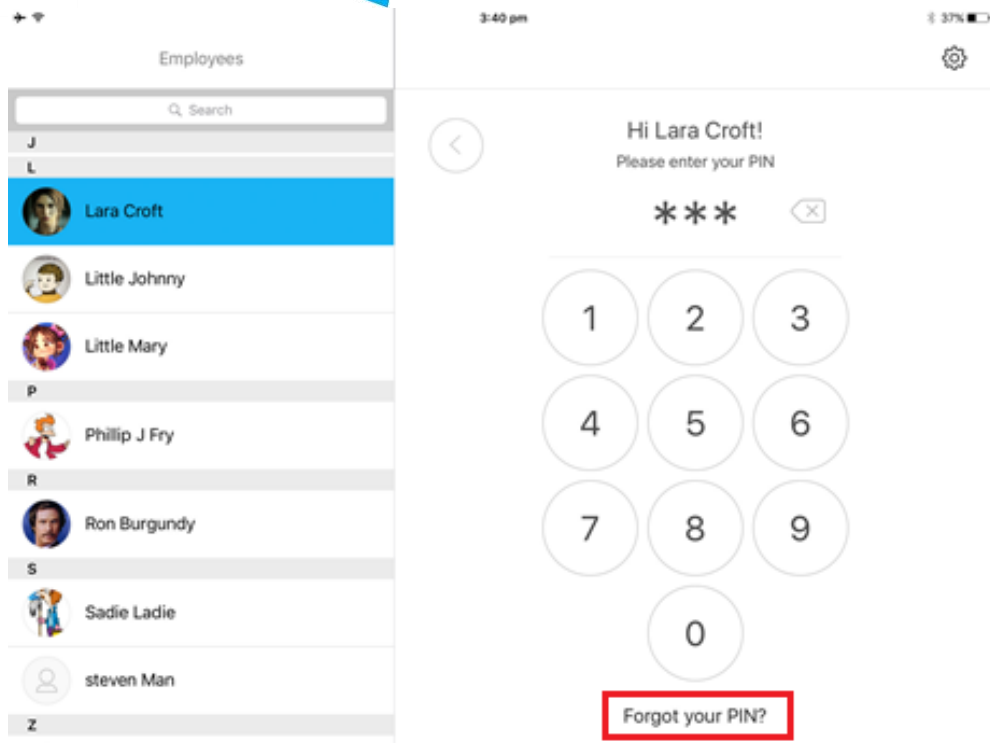 3:40 pm
37%
Employees
Search
J
L
Lara Croft
Little Johnny
Little Mary
P
Phillip J Fry
R
Ron Burgundy
S
Sadie Ladie
steven Man
Z
Hi Lara Croft!
Please enter your PIN
***
1 2 3
4 5 6
7 8 9
0
Forgot your PIN?